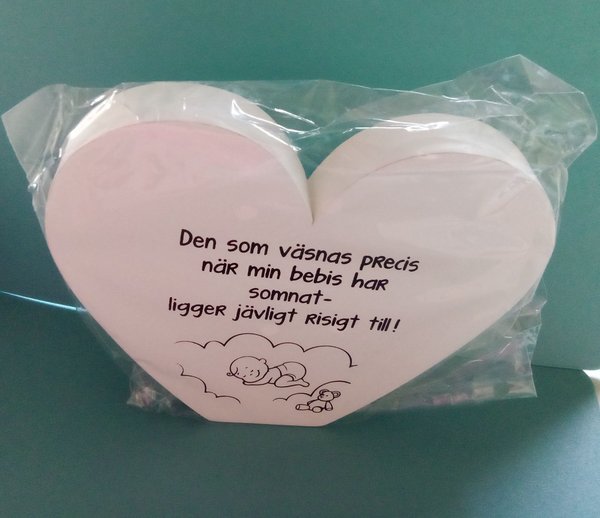 Den som väsnas precis
när min bebis har
somnat-
ligger jävligt risigt till!